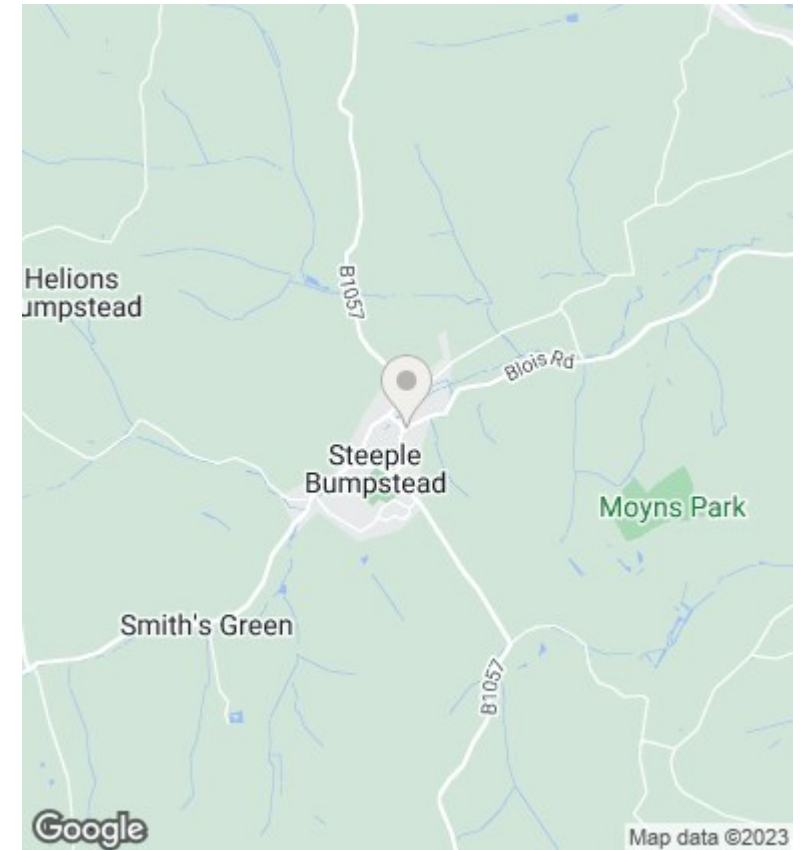 Helions
umpstead
B1057
Blois Rd
Steeple
Bumpstead
Moyns Park
Smith's Green
B1057
Google
Map data ©2023